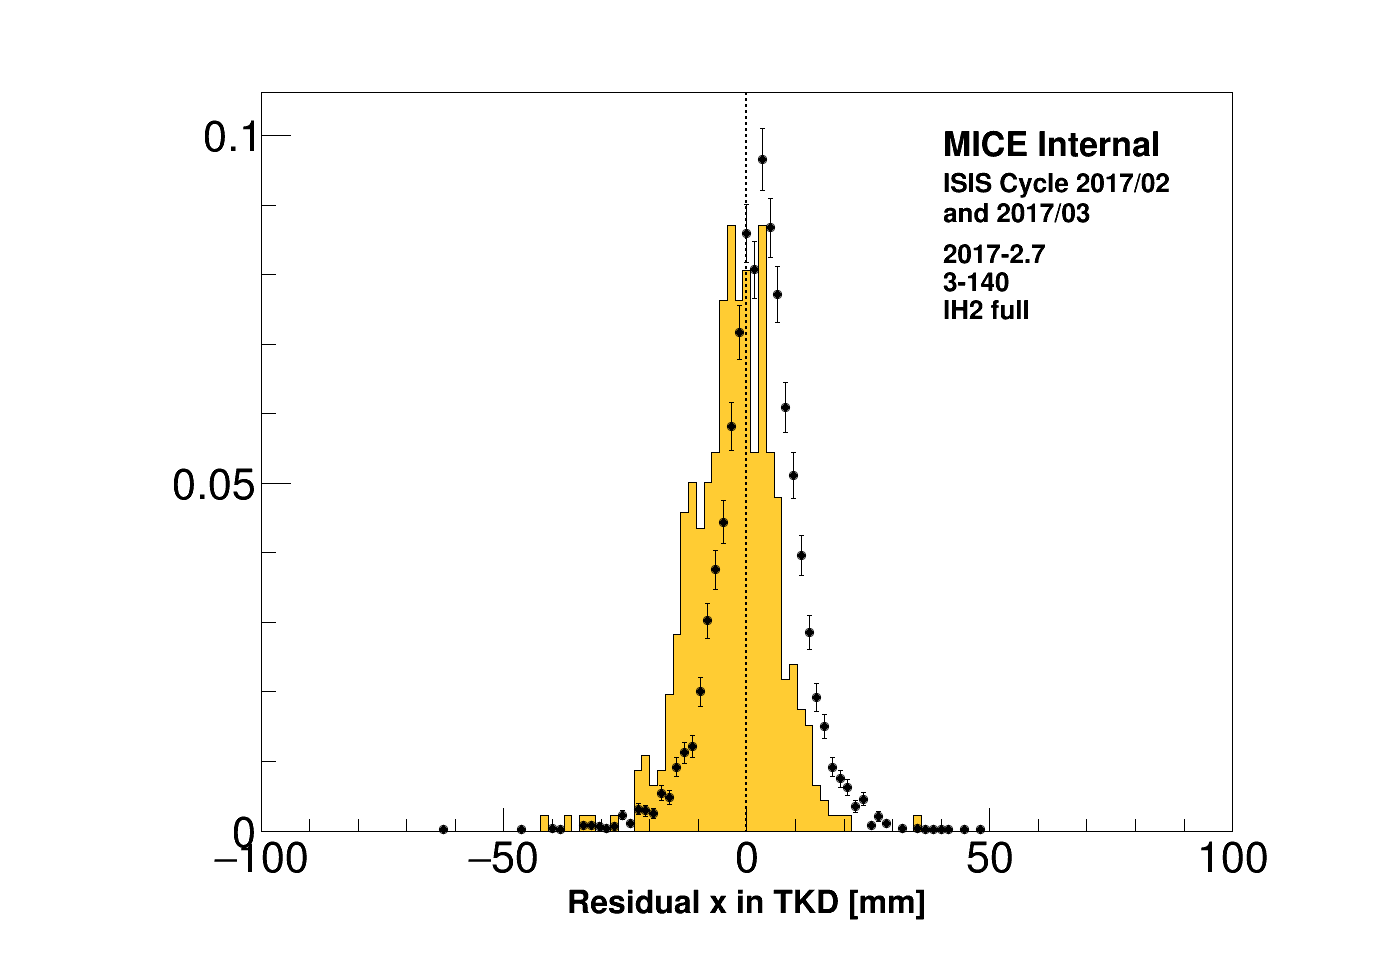 0.1
0.05
0
−100
−50
0
50
100
Residual x in TKD [mm]
MICE Internal
ISIS Cycle 2017/02
and 2017/03
2017-2.7
3-140
IH2 full